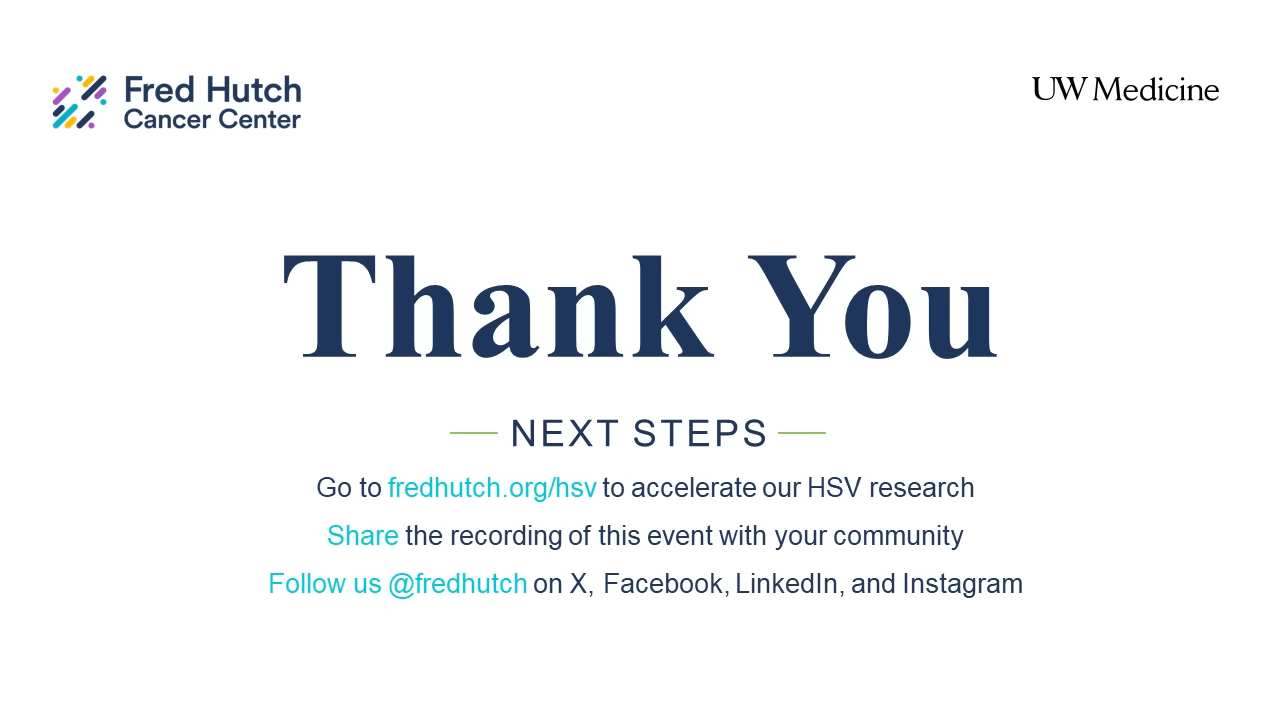 Fred Hutch
Cancer Center
UW Medicine
Thank You
NEXT STEPS
Go to fredhutch.org/hsv to accelerate our HSV research
Share the recording of this event with your community
Follow us @fredhutch on X, Facebook, LinkedIn, and Instagram